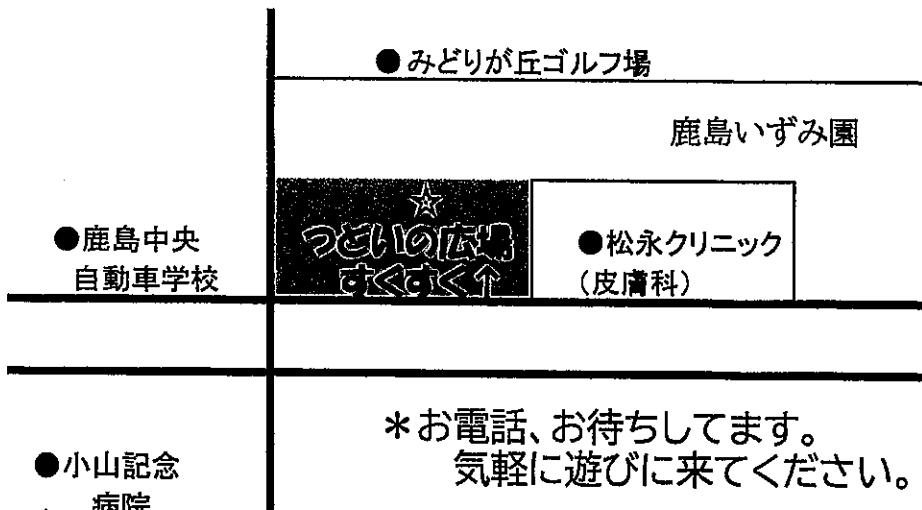 ●みどりが丘ゴルフ場
鹿島いずみ園
●鹿島中央
自動車学校
☆
つどいの広場
すくすく↑
●松永クリニック
(皮膚科)
＊お電話、お待ちしてます。
気軽に遊びに来てください。
●小山記念
病院